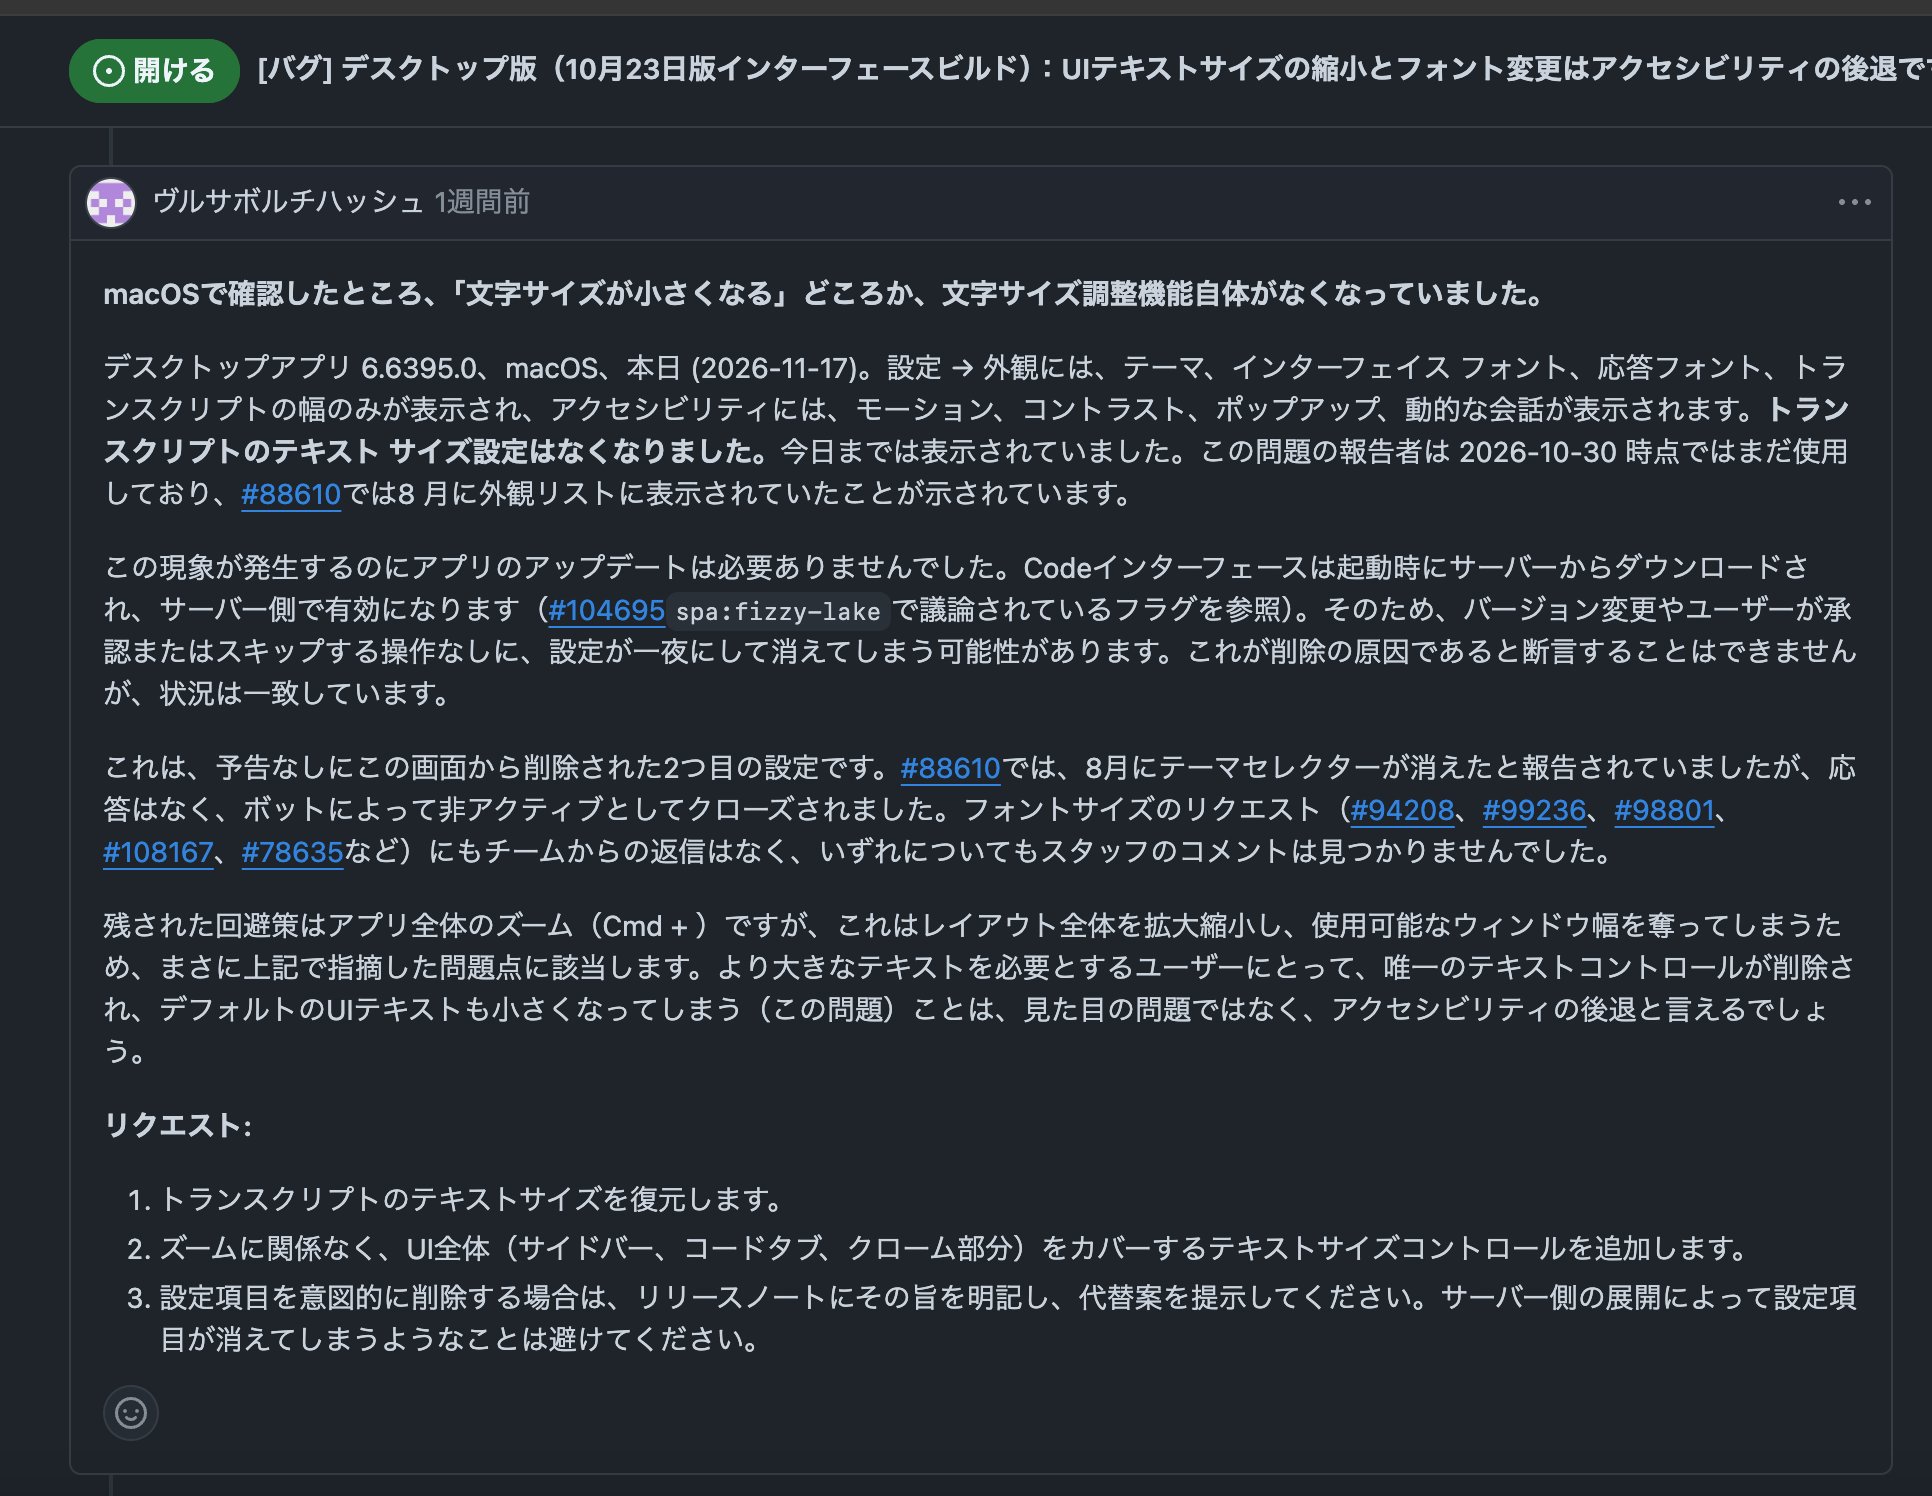 開ける [バグ] デスクトップ版（10月23日版インターフェースビルド）：UIテキストサイズの縮小とフォント変更はアクセシビリティの後退で
ヴルサボルチハッシュ 1週間前
macOSで確認したところ、「文字サイズが小さくなる」どころか、文字サイズ調整機能自体がなくなっていました。
デスクトップアプリ 6.6395.0、macOS、本日 (2026-11-17)。設定 → 外観には、テーマ、インターフェイス フォント、応答フォント、トラ
ンスクリプトの幅のみが表示され、アクセシビリティには、モーション、コントラスト、ポップアップ、動的な会話が表示されます。トラン
スクリプトのテキスト サイズ設定はなくなりました。今日までは表示されていました。この問題の報告者は 2026-10-30 時点ではまだ使用
しており、#88610では8 月に外観リストに表示されていたことが示されています。
この現象が発生するのにアプリのアップデートは必要ありませんでした。Codeインターフェースは起動時にサーバーからダウンロードさ
れ、サーバー側で有効になります（#104695 spa:fizzy-lake で議論されているフラグを参照）。そのため、バージョン変更やユーザーが承
認またはスキップする操作なしに、設定が一夜にして消えてしまう可能性があります。これが削除の原因であると断言することはできません
が、状況は一致しています。
これは、予告なしにこの画面から削除された2つ目の設定です。#88610では、8月にテーマセレクターが消えたと報告されていましたが、応
答はなく、ボットによって非アクティブとしてクローズされました。フォントサイズのリクエスト（#94208、#99236、#98801、
#108167、#78635など）にもチームからの返信はなく、いずれについてもスタッフのコメントは見つかりませんでした。
残された回避策はアプリ全体のズーム（Cmd + ）ですが、これはレイアウト全体を拡大縮小し、使用可能なウィンドウ幅を奪ってしまうた
め、まさに上記で指摘した問題点に該当します。より大きなテキストを必要とするユーザーにとって、唯一のテキストコントロールが削除さ
れ、デフォルトのUIテキストも小さくなってしまう（この問題）ことは、見た目の問題ではなく、アクセシビリティの後退と言えるでしょ
う。
リクエスト:
1. トランスクリプトのテキストサイズを復元します。
2. ズームに関係なく、UI全体（サイドバー、コードタブ、クローム部分）をカバーするテキストサイズコントロールを追加します。
3. 設定項目を意図的に削除する場合は、リリースノートにその旨を明記し、代替案を提示してください。サーバー側の展開によって設定項
目が消えてしまうようなことは避けてください。